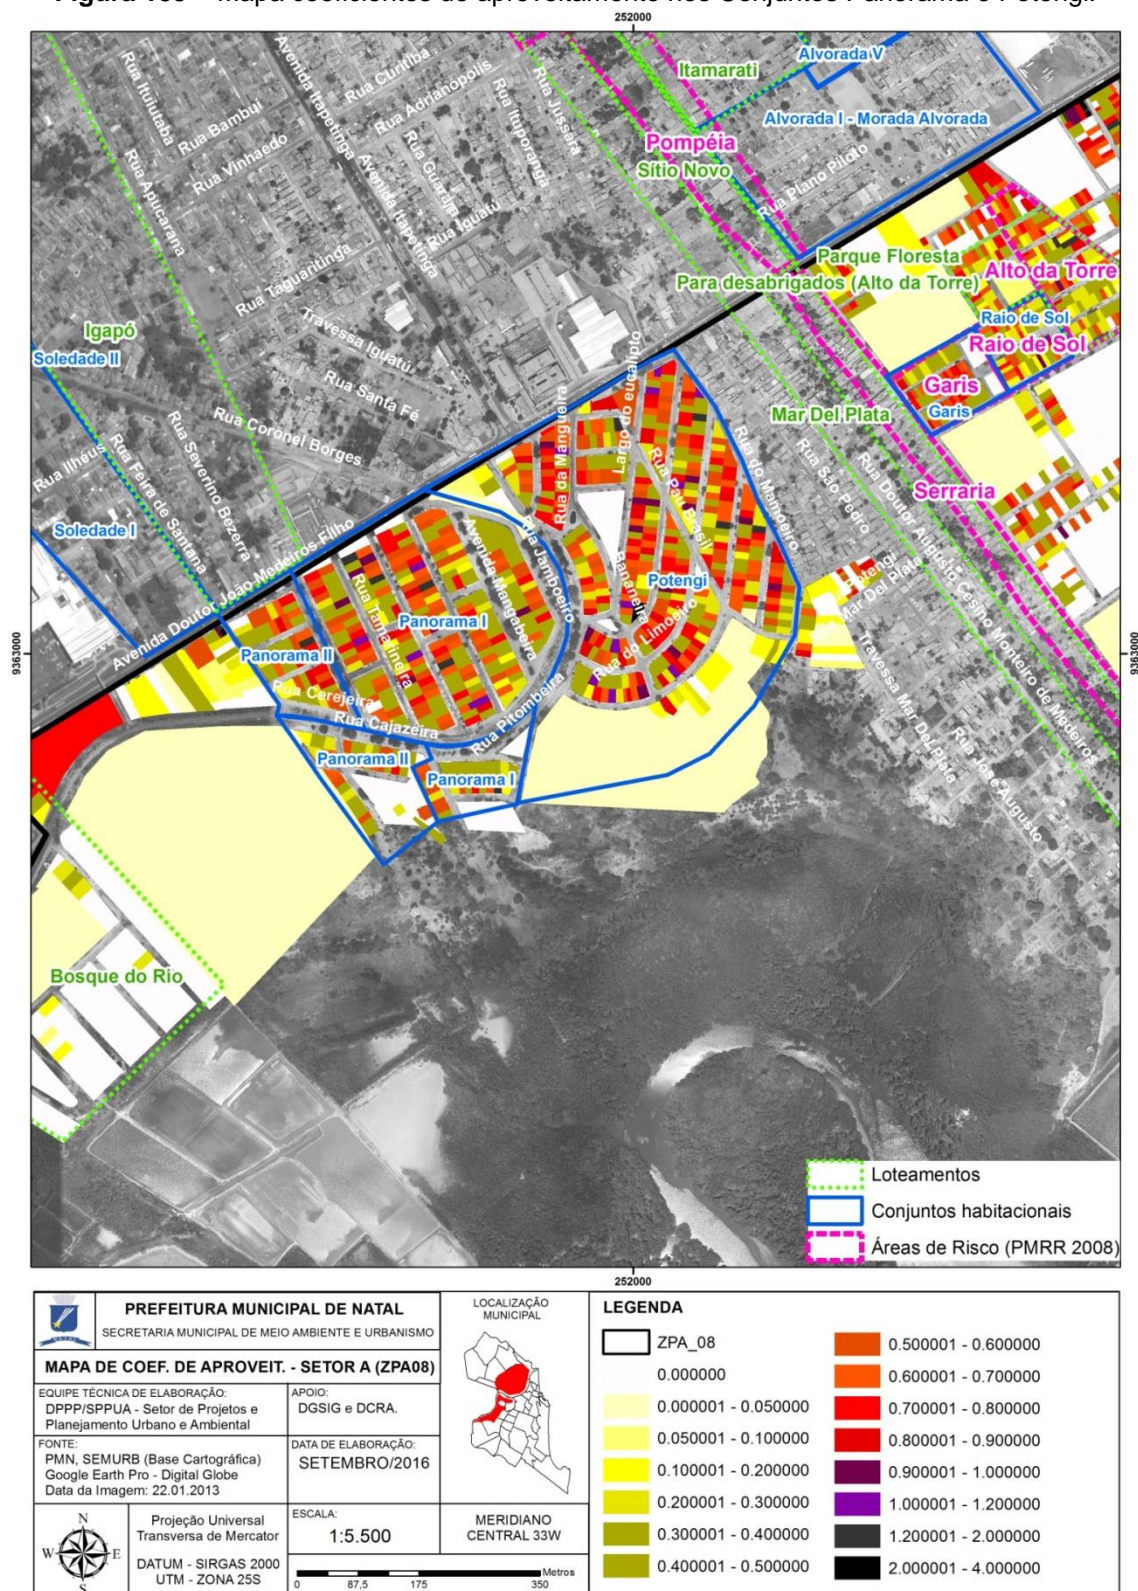 252000
Alvorada V
Itamarati
Rua Curitiba
Avenida Itapetinga
Rua Adrianópolis
Rua Ituiutaba
Rua Bambuí
Rua Jussara
Rua Ituporanga
Alvorada I - Morada Alvorada
Pompéia
Sítio Novo
Rua Vinhaedo
Rua Guarajá
Avenida Itapetinga
Rua Iguatú
Rua Plano Piloto
Rua Apucarana
Parque Floresta
Para desabrigados (Alto da Torre)
Alto da Torre
Rua Taguaritinga
Travessa Iguatú
Raio de Sol
Raio de Sol
Igapó
Soledade II
Rua Santa Fé
Garis
Garis
Largo do eucalipto
Rua da Mangueira
Mar Del Plata
Rua Coronel Borges
Rua Severino Bezerra
Rua Feira de Santana
Rua Ilhéus
Rua Pau Brasil
Rua do Mamoeiro
Rua São Pedro
Serraria
Soledade I
Rua Doutor Augusto Cesino Monteiro de Medeiros
Avenida Doutor João Medeiros Filho
Rua Jamboeiro
Avenida Mangabeira
Bananeira
Potengi
Potengi
Mar Del Plata
Rua Tamarineira
Panorama I
Panorama II
Rua do Limoeiro
Travessa Mar Del Plata
9363000
9363000
Rua Cerejeira
Rua Cajazeira
Rua Pitombeira
Panorama II
Panorama I
Rua José Augusto
Bosque do Rio
Loteamentos
Conjuntos habitacionais
Áreas de Risco (PMRR 2008)
252000
NATAL
PREFEITURA MUNICIPAL DE NATAL
SECRETARIA MUNICIPAL DE MEIO AMBIENTE E URBANISMO
MAPA DE COEF. DE APROVEIT. - SETOR A (ZPA08)
EQUIPE TÉCNICA DE ELABORAÇÃO:
DPPP/SPPUA - Setor de Projetos e
Planejamento Urbano e Ambiental
APOIO:
DGSIG e DCRA.
FONTE:
PMN, SEMURB (Base Cartográfica)
Google Earth Pro - Digital Globe
Data da Imagem: 22.01.2013
DATA DE ELABORAÇÃO:
SETEMBRO/2016
N
W E
S
Projeção Universal
Transversa de Mercator
DATUM - SIRGAS 2000
UTM - ZONA 25S
ESCALA:
1:5.500
MERIDIANO
CENTRAL 33W
Metros
0 87,5 175 350
LOCALIZAÇÃO
MUNICIPAL
LEGENDA
ZPA_08
0.000000
0.000001 - 0.050000
0.050001 - 0.100000
0.100001 - 0.200000
0.200001 - 0.300000
0.300001 - 0.400000
0.400001 - 0.500000
0.500001 - 0.600000
0.600001 - 0.700000
0.700001 - 0.800000
0.800001 - 0.900000
0.900001 - 1.000000
1.000001 - 1.200000
1.200001 - 2.000000
2.000001 - 4.000000